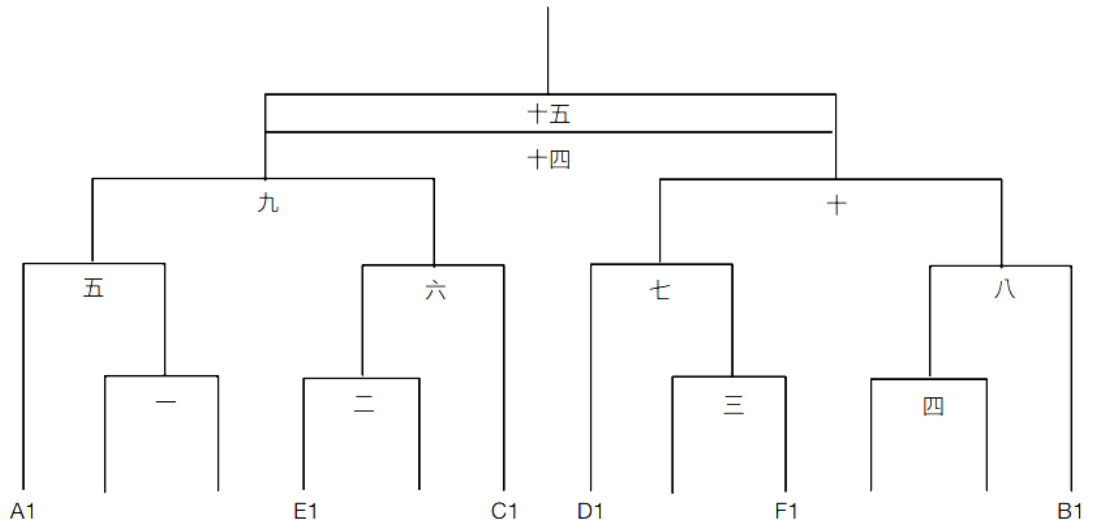 十五
十四
九 十
五 六 七 八
一 二 三 四
A1 E1 C1 D1 F1 B1